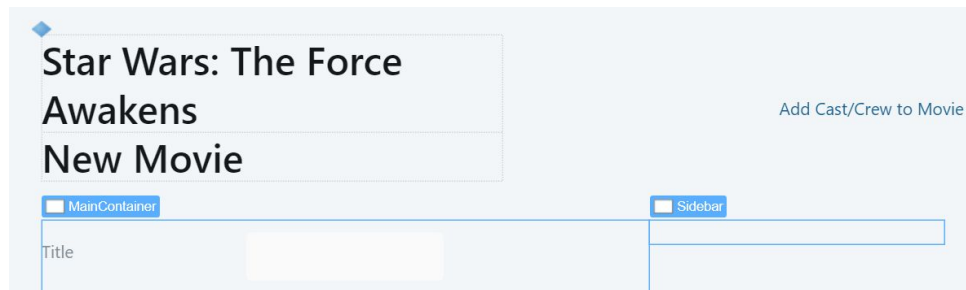 Star Wars: The Force
Awakens
Add Cast/Crew to Movie
New Movie
MainContainer
Sidebar
Title